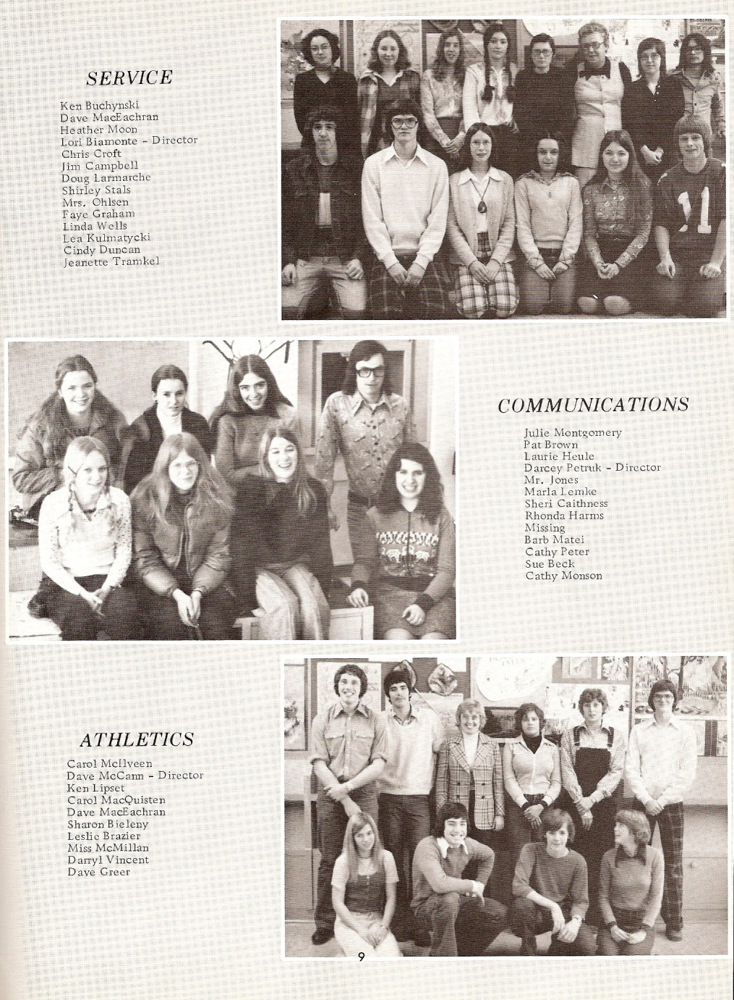 SERVICE
Ken Buchynski
Dave MacEachran
Heather Moon
Lori Biamonte - Director
Chris Croft
Jim Campbell
Doug Larmarche
Shirley Stals
Mrs. Ohlsen
Faye Graham
Linda Wells
Lea Kulmatycki
Cindy Duncan
Jeanette Tramkel
11
COMMUNICATIONS
Julie Montgomery
Pat Brown
Laurie Heule
Darcey Petruk - Director
Mr. Jones
Marla Lemke
Sheri Caithness
Rhonda Harms
Missing
Barb Matei
Cathy Peter
Sue Beck
Cathy Monson
ATHLETICS
Carol McIlveen
Dave McCann - Director
Ken Lipset
Carol MacQuisten
Dave MacEachran
Sharon Bieleny
Leslie Brazier
Miss McMillan
Darryl Vincent
Dave Greer
9